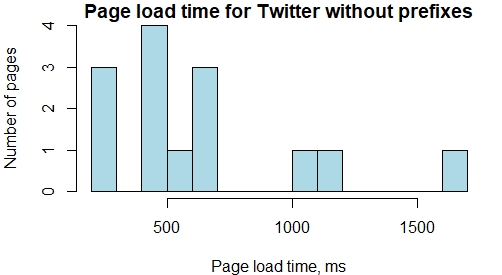 Page load time for Twitter without prefixes
Number of pages
4
3
2
1
0
500 1000 1500
Page load time, ms